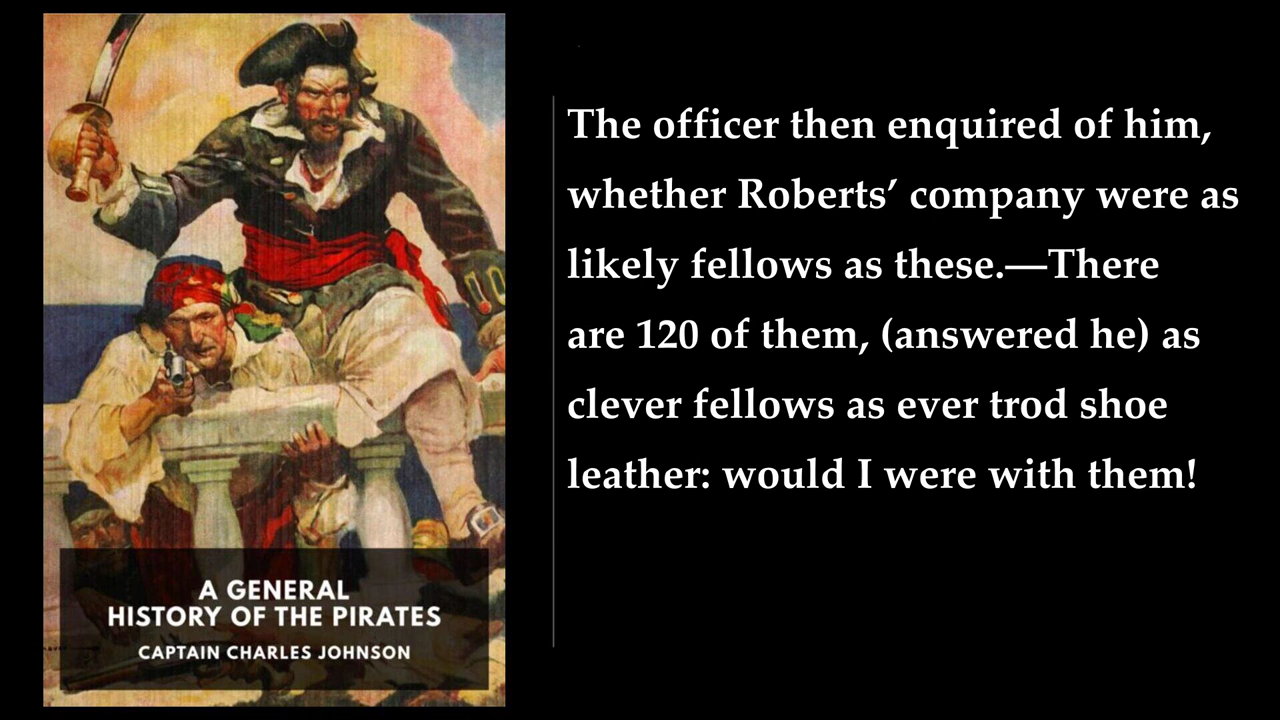 A GENERAL
HISTORY OF THE PIRATES
CAPTAIN CHARLES JOHNSON
The officer then enquired of him,
whether Roberts’ company were as
likely fellows as these.—There
are 120 of them, (answered he) as
clever fellows as ever trod shoe
leather: would I were with them!